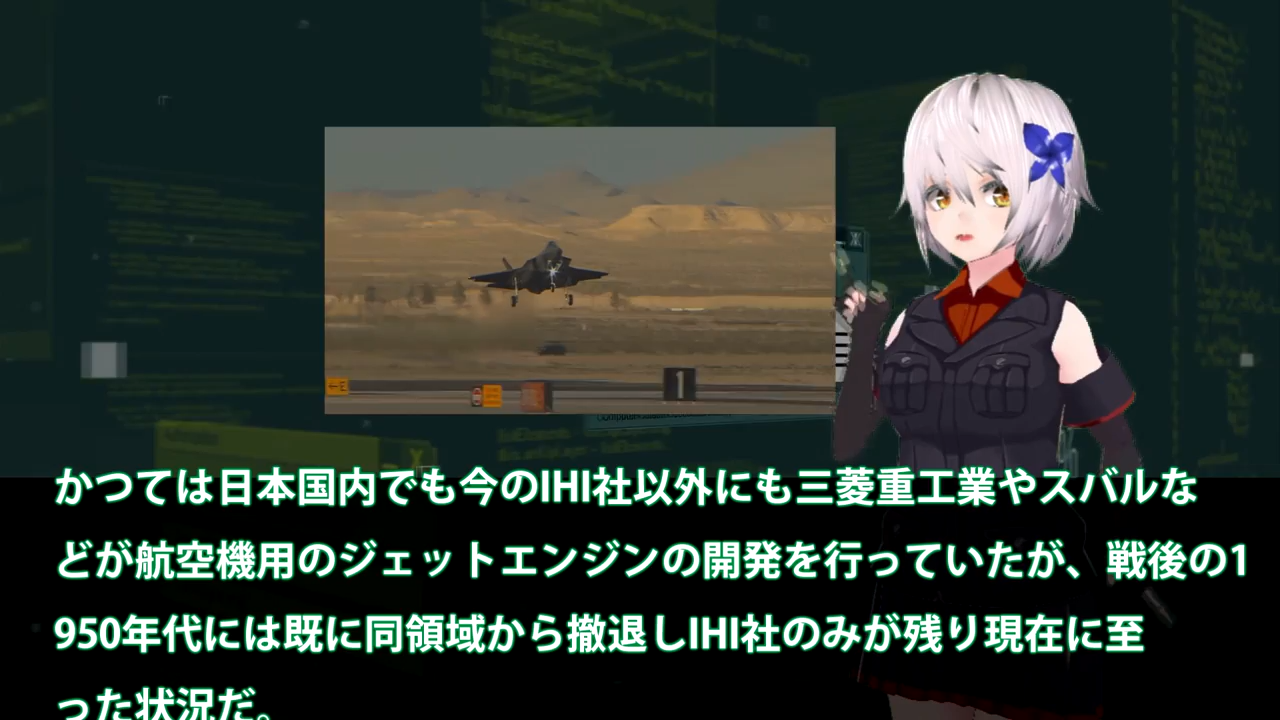 1
かつては日本国内でも今のIHI社以外にも三菱重工業やスバルな
どが航空機用のジェットエンジンの開発を行っていたが、戦後の1
950年代には既に同領域から撤退しIHI社のみが残り現在に至
った状況だ。